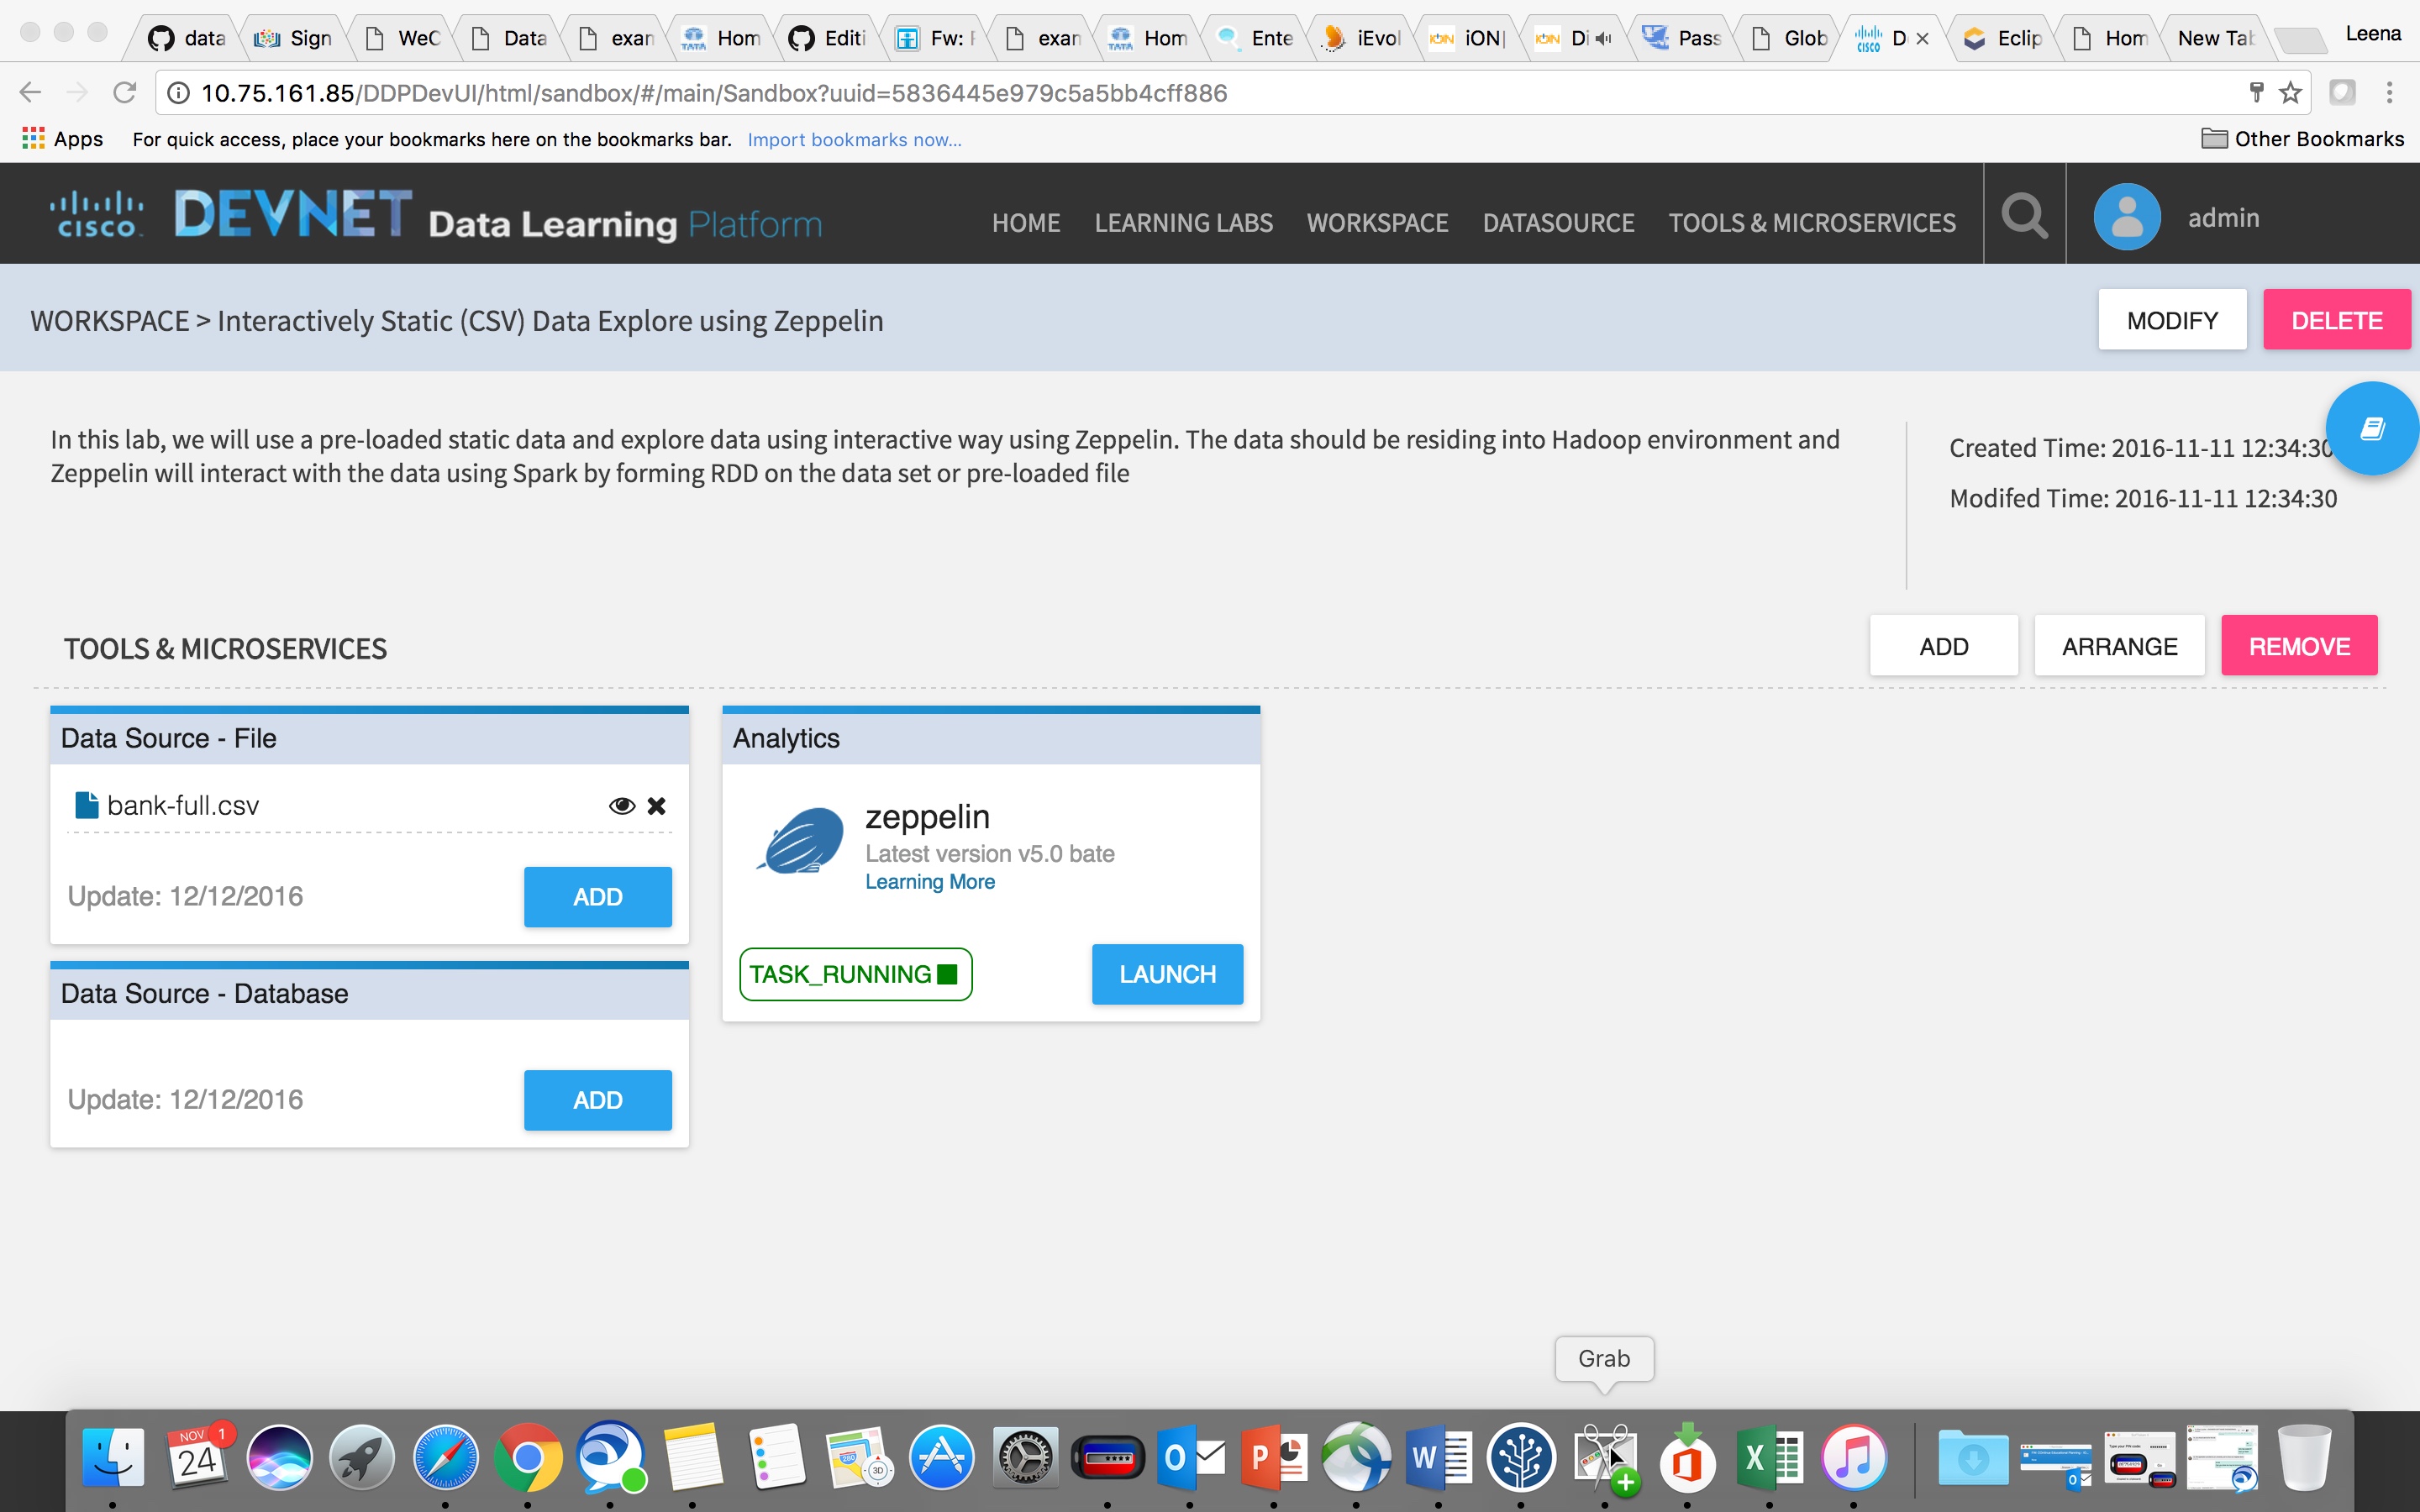 data Sign WeC Data exan Hom Editi Fw: F exan Hom Ente iEvol iON| Di Pass Glob D Eclip Hom New Tab Leena
10.75.161.85/DDPDevUI/html/sandbox/#/main/Sandbox?uuid=5836445e979c5a5bb4cff886
Apps For quick access, place your bookmarks here on the bookmarks bar. Import bookmarks now... Other Bookmarks
CISCO DEVNET Data Learning Platform HOME LEARNING LABS WORKSPACE DATASOURCE TOOLS & MICROSERVICES admin
WORKSPACE > Interactively Static (CSV) Data Explore using Zeppelin MODIFY DELETE
In this lab, we will use a pre-loaded static data and explore data using interactive way using Zeppelin. The data should be residing into Hadoop environment and
Zeppelin will interact with the data using Spark by forming RDD on the data set or pre-loaded file
Created Time: 2016-11-11 12:34:30
Modifed Time: 2016-11-11 12:34:30
TOOLS & MICROSERVICES ADD ARRANGE REMOVE
Data Source - File
bank-full.csv
Update: 12/12/2016 ADD
Data Source - Database
Update: 12/12/2016 ADD
Analytics
zeppelin
Latest version v5.0 bate
Learning More
TASK_RUNNING LAUNCH
Grab
NOV 1
24
280
3D